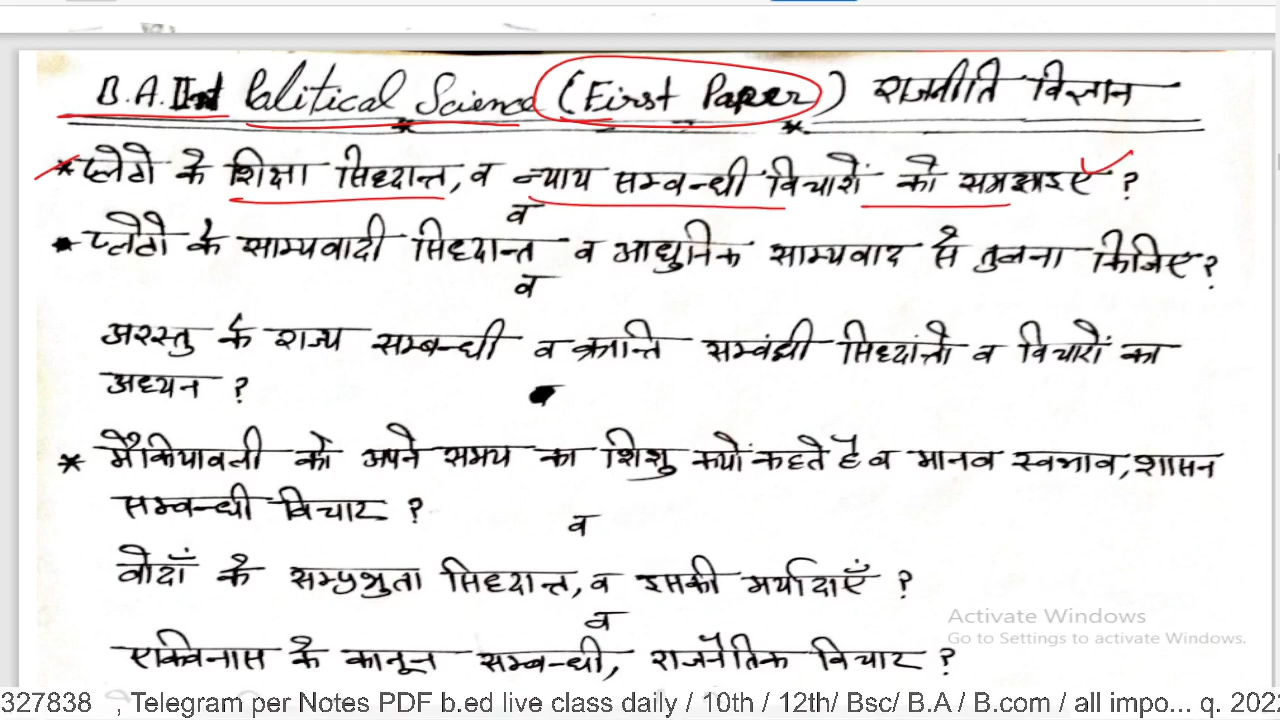 B.A. IInd Political Science (First Paper) राजनीति विज्ञान
* प्लेटो के शिक्षा सिध्दान्त, व न्याय सम्बन्धी विचारों को समझाइए ?
व
* प्लेटो के साम्यवादी सिध्दान्त व आधुनिक साम्यवाद से तुलना किजिए ?
व
अरस्तु के राज्य सम्बन्धी व क्रान्ति सम्बंधी सिध्दांतो व विचारों का
अध्यन ?
* मैकियावली को अपने समय का शिशु क्यों कहते है व मानव स्वभाव, शासन
सम्बन्धी विचार ?
व
वोदाँ के सम्प्रभुता सिध्दान्त, व इसकी मर्यादाएँ ?
व
एक्विनास के कानून सम्बन्धी, राजनैतिक विचार ?
Activate Windows
Go to Settings to activate Windows.
327838 , Telegram per Notes PDF b.ed live class daily / 10th / 12th/ Bsc/ B.A / B.com / all impo... q. 2022